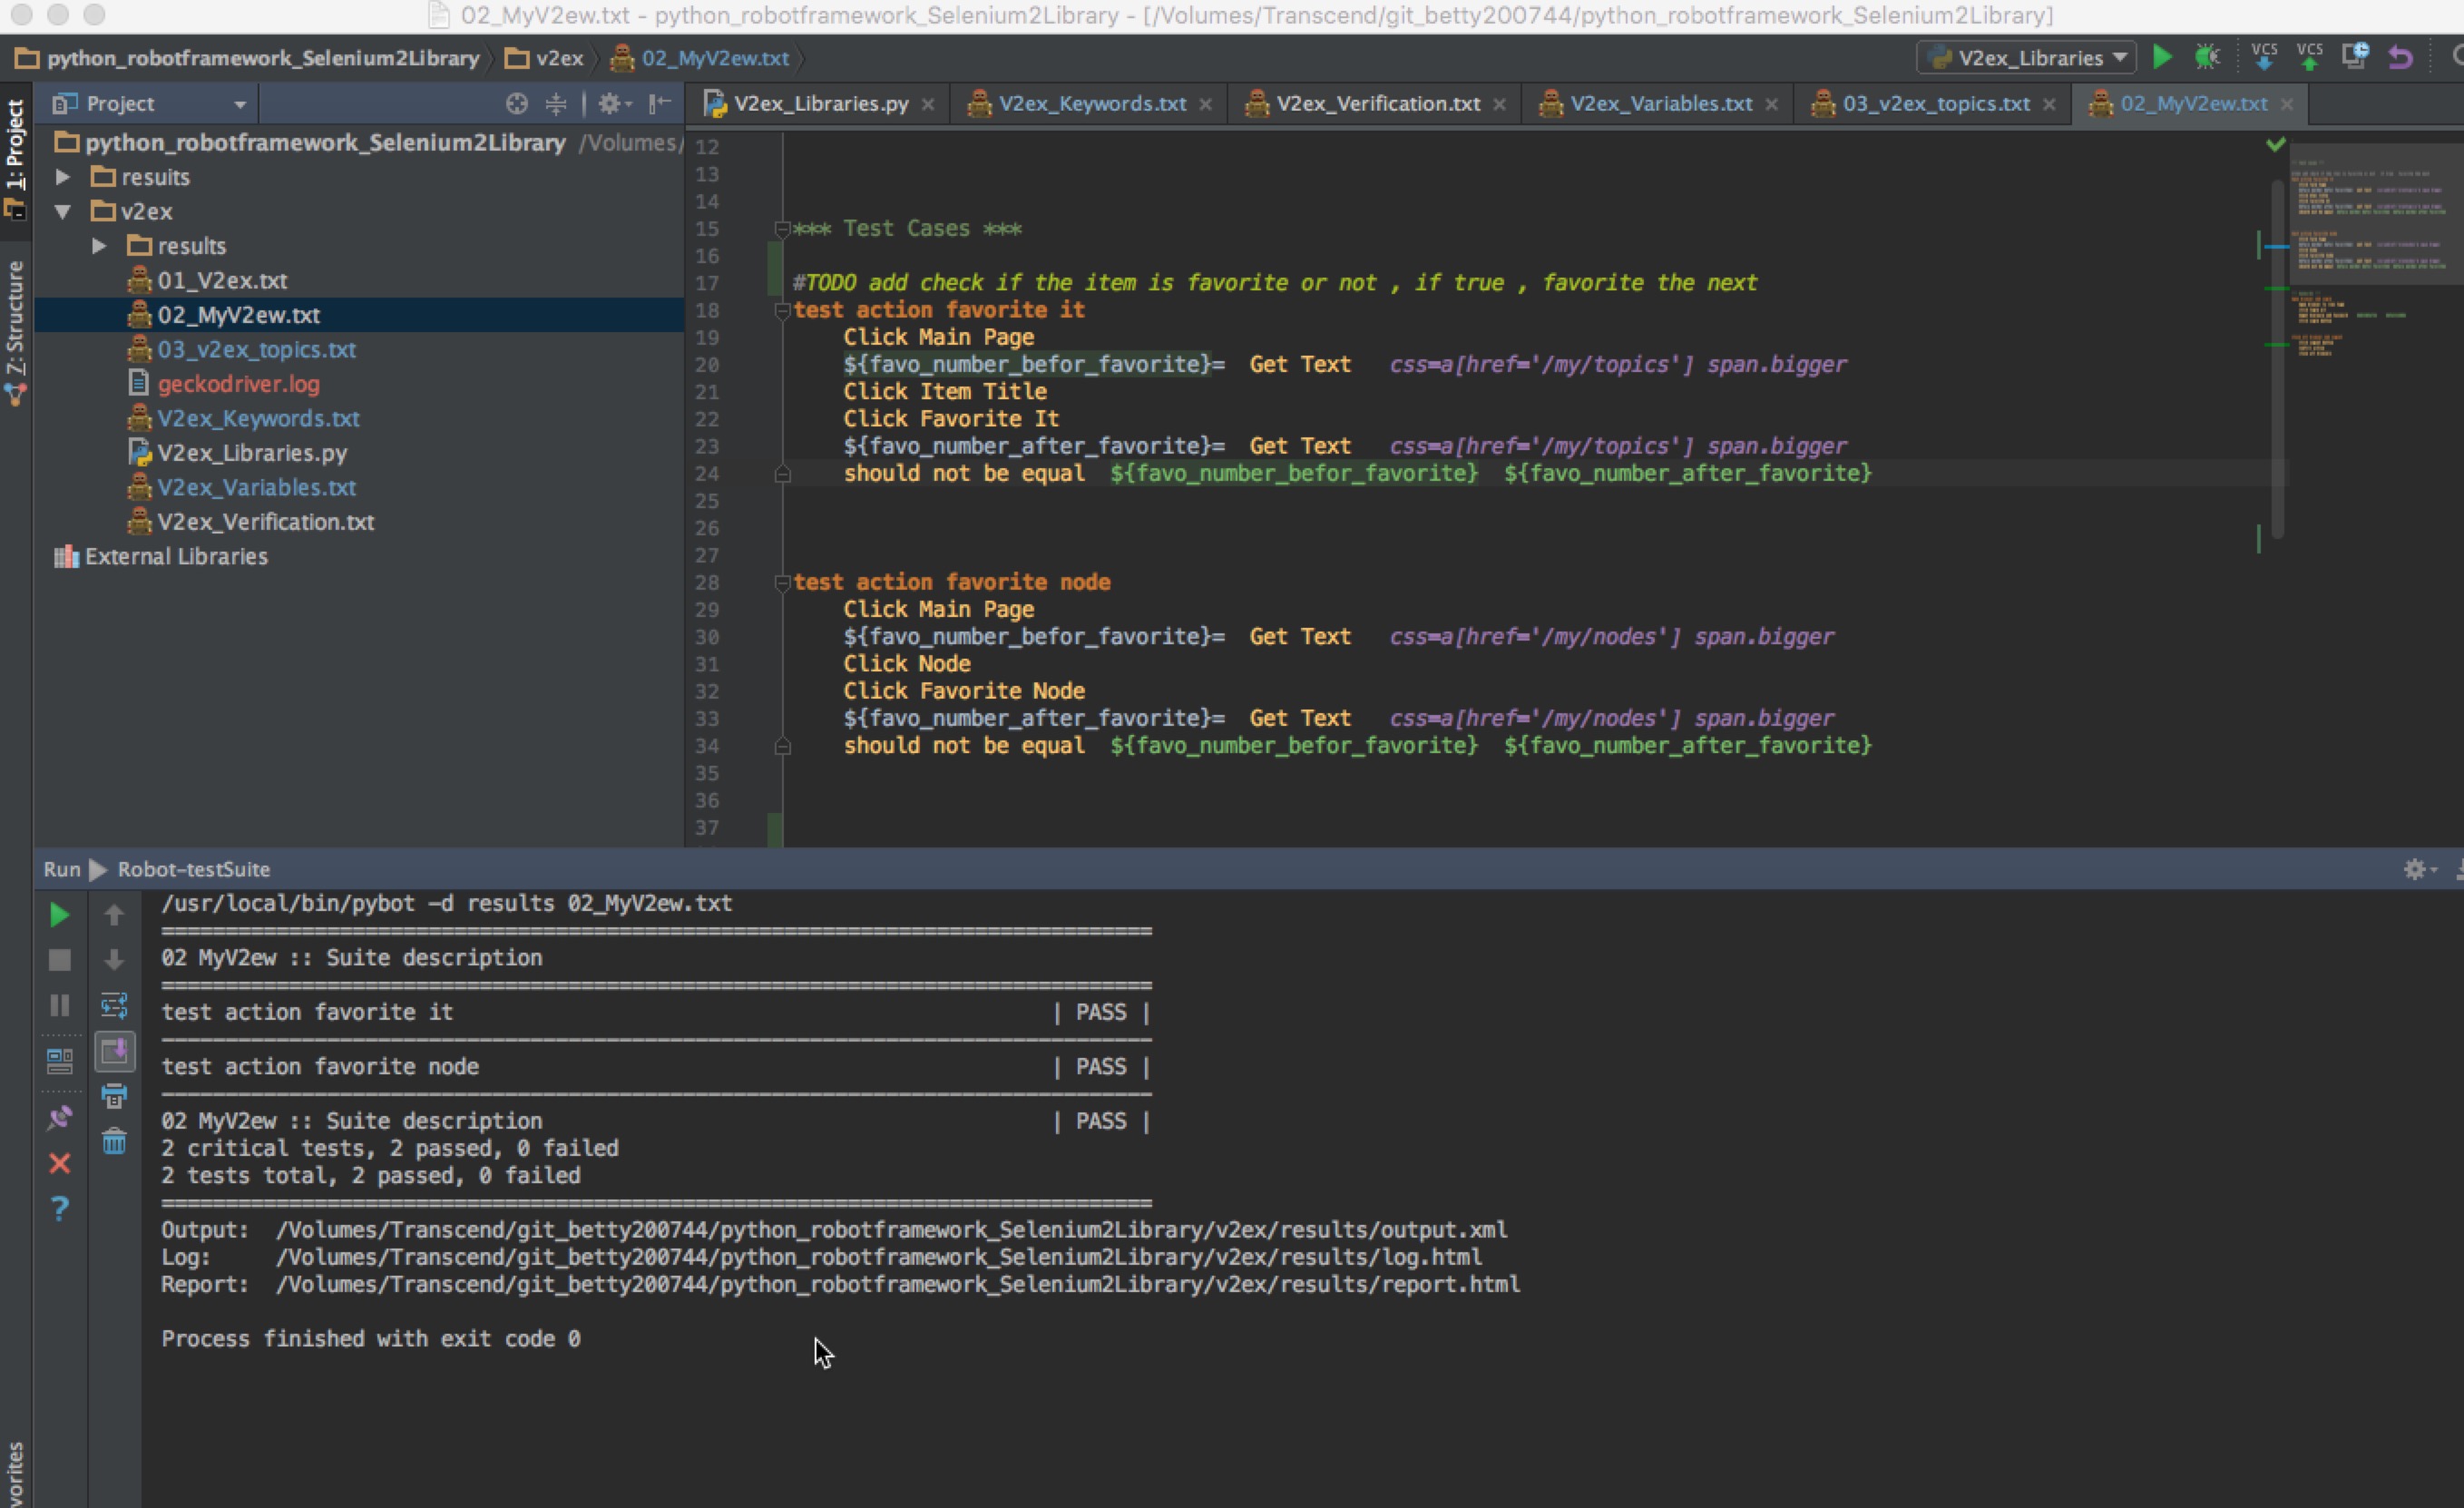 02_MyV2ew.txt - python_robotframework_Selenium2Library - [/Volumes/Transcend/git_betty200744/python_robotframework_Selenium2Library]
python_robotframework_Selenium2Library v2ex 02_MyV2ew.txt V2ex_Libraries VCS VCS
1: Project
Z: Structure
vorites
Project
V2ex_Libraries.py V2ex_Keywords.txt V2ex_Verification.txt V2ex_Variables.txt 03_v2ex_topics.txt 02_MyV2ew.txt
python_robotframework_Selenium2Library /Volumes/
resuits
v2ex
results
01_V2ex.txt
02_MyV2ew.txt
03_v2ex_topics.txt
geckodriver.log
V2ex_Keywords.txt
V2ex_Libraries.py
V2ex_Variables.txt
V2ex_Verification.txt
External Libraries
12
13
14
15 *** Test Cases ***
16
17 #TODO add check if the item is favorite or not , if true , favorite the next
18 test action favorite it
19 Click Main Page
20 ${favo_number_befor_favorite}= Get Text css=a[href='/my/topics'] span.bigger
21 Click Item Title
22 Click Favorite It
23 ${favo_number_after_favorite}= Get Text css=a[href='/my/topics'] span.bigger
24 should not be equal ${favo_number_befor_favorite} ${favo_number_after_favorite}
25
26
27
28 test action favorite node
29 Click Main Page
30 ${favo_number_befor_favorite}= Get Text css=a[href='/my/nodes'] span.bigger
31 Click Node
32 Click Favorite Node
33 ${favo_number_after_favorite}= Get Text css=a[href='/my/nodes'] span.bigger
34 should not be equal ${favo_number_befor_favorite} ${favo_number_after_favorite}
35
36
37
Run Robot-testSuite
/usr/local/bin/pybot -d results 02_MyV2ew.txt
==============================================================================
02 MyV2ew :: Suite description
==============================================================================
test action favorite it | PASS |
------------------------------------------------------------------------------
test action favorite node | PASS |
------------------------------------------------------------------------------
02 MyV2ew :: Suite description | PASS |
2 critical tests, 2 passed, 0 failed
2 tests total, 2 passed, 0 failed
==============================================================================
Output: /Volumes/Transcend/git_betty200744/python_robotframework_Selenium2Library/v2ex/results/output.xml
Log: /Volumes/Transcend/git_betty200744/python_robotframework_Selenium2Library/v2ex/results/log.html
Report: /Volumes/Transcend/git_betty200744/python_robotframework_Selenium2Library/v2ex/results/report.html
Process finished with exit code 0